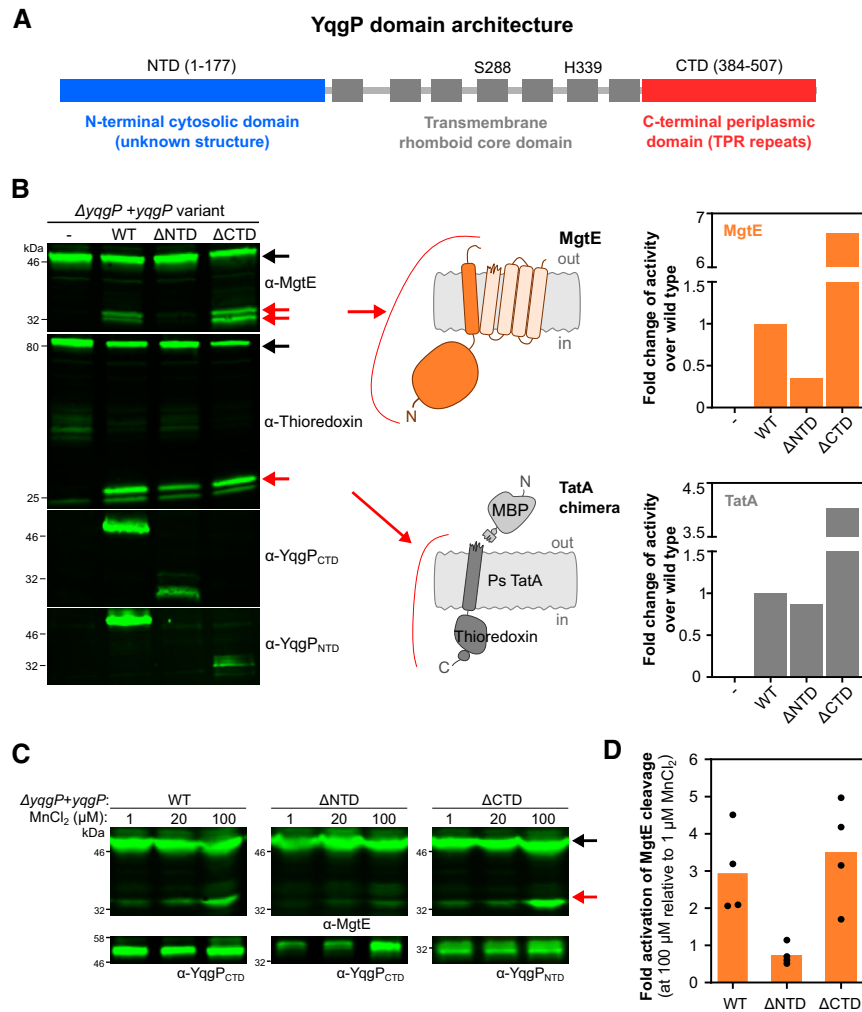 A
YqgP domain architecture
NTD (1-177)
S288
H339
CTD (384-507)
N-terminal cytosolic domain
(unknown structure)
Transmembrane
rhomboid core domain
C-terminal periplasmic
domain (TPR repeats)
B
ΔyqgP +yqgP variant
- WT ΔNTD ΔCTD
kDa
46
32
α-MgtE
80
25
α-Thioredoxin
46
32
α-YqgPCTD
46
32
α-YqgPNTD
MgtE
out
in
N
N
MBP
TatA
chimera
out
Ps TatA
in
Thioredoxin
C
Fold change of activity
over wild type
7
6
1.5
1.0
0.5
0.0
MgtE
- WT ΔNTD ΔCTD
Fold change of activity
over wild type
4.5
3.5
1.5
1
0.5
0
TatA
- WT ΔNTD ΔCTD
C
ΔyqgP+yqgP: WT ΔNTD ΔCTD
MnCl2 (µM): 1 20 100 1 20 100 1 20 100
kDa
46
32
46
32
46
32
α-MgtE
58
46
32
32
α-YqgPCTD
α-YqgPCTD
α-YqgPNTD
D
Fold activation of MgtE cleavage
(at 100 µM relative to 1 µM MnCl2)
6
5
4
3
2
1
0
WT ΔNTD ΔCTD